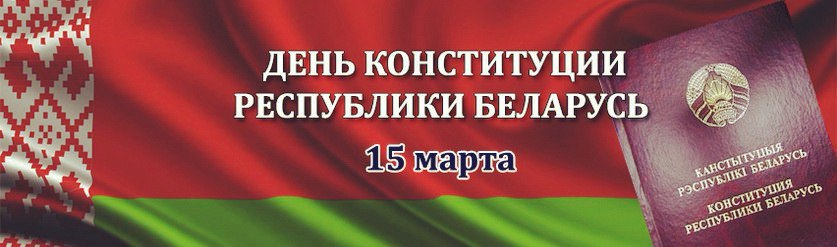 ДЕНЬ КОНСТИТУЦИИ
РЕСПУБЛИКИ БЕЛАРУСЬ
15 марта
КАНСТЫТУЦЫЯ
РЭСПУБЛІКІ БЕЛАРУСЬ
КОНСТИТУЦИЯ
РЕСПУБЛИКИ БЕЛАРУСЬ